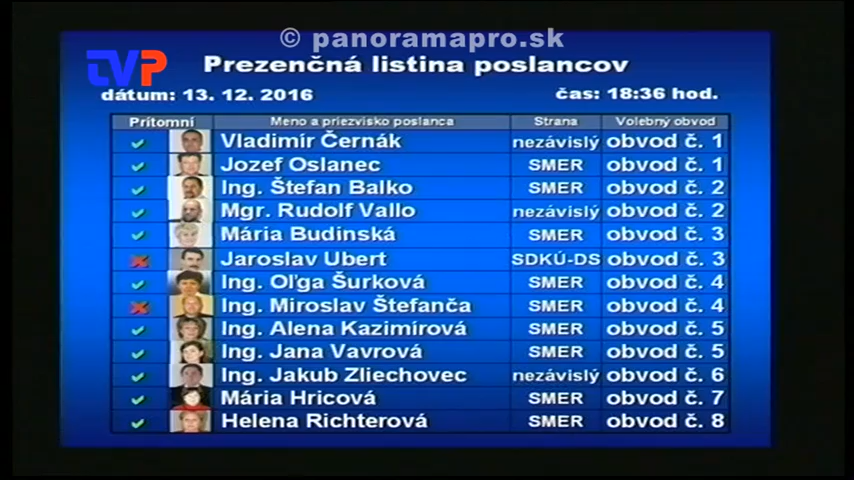 © panoramapro.sk
TVP
Prezenčná listina poslancov
dátum: 13. 12. 2016 čas: 18:36 hod.
Prítomní Meno a priezvisko poslanca Strana Volebný obvod
Vladimír Černák nezávislý obvod č. 1
Jozef Oslanec SMER obvod č. 1
Ing. Štefan Balko SMER obvod č. 2
Mgr. Rudolf Vallo nezávislý obvod č. 2
Mária Budinská SMER obvod č. 3
Jaroslav Ubert SDKÚ-DS obvod č. 3
Ing. Oľga Šurková SMER obvod č. 4
Ing. Miroslav Štefanča SMER obvod č. 4
Ing. Alena Kazimírová SMER obvod č. 5
Ing. Jana Vavrová SMER obvod č. 5
Ing. Jakub Zliechovec nezávislý obvod č. 6
Mária Hricová SMER obvod č. 7
Helena Richterová SMER obvod č. 8